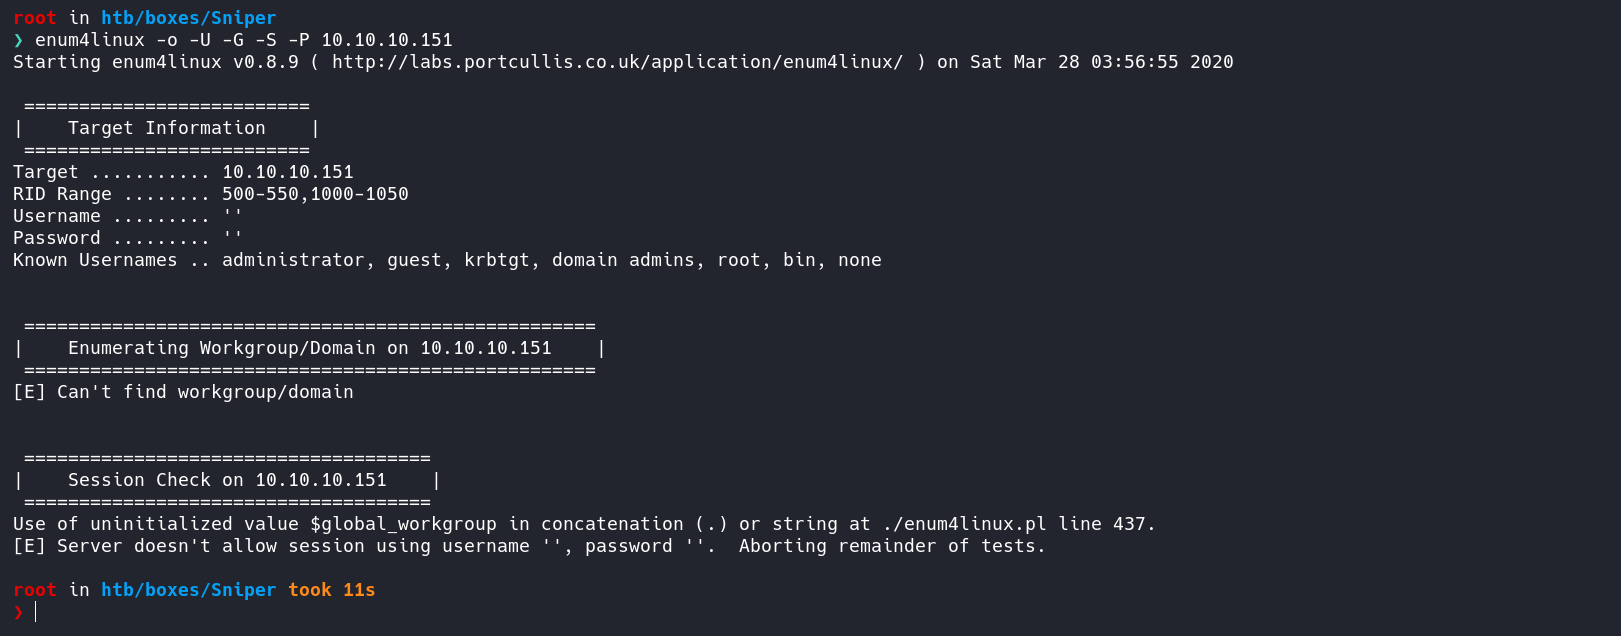 root in htb/boxes/Sniper
❯ enum4linux -o -U -G -S -P 10.10.10.151
Starting enum4linux v0.8.9 ( http://labs.portcullis.co.uk/application/enum4linux/ ) on Sat Mar 28 03:56:55 2020

 ==========================
|    Target Information    |
 ==========================
Target ........... 10.10.10.151
RID Range ........ 500-550,1000-1050
Username ......... ''
Password ......... ''
Known Usernames .. administrator, guest, krbtgt, domain admins, root, bin, none

 ====================================================
|    Enumerating Workgroup/Domain on 10.10.10.151    |
 ====================================================
[E] Can't find workgroup/domain

 =====================================
|    Session Check on 10.10.10.151    |
 =====================================
Use of uninitialized value $global_workgroup in concatenation (.) or string at ./enum4linux.pl line 437.
[E] Server doesn't allow session using username '', password ''.  Aborting remainder of tests.

root in htb/boxes/Sniper took 11s
❯